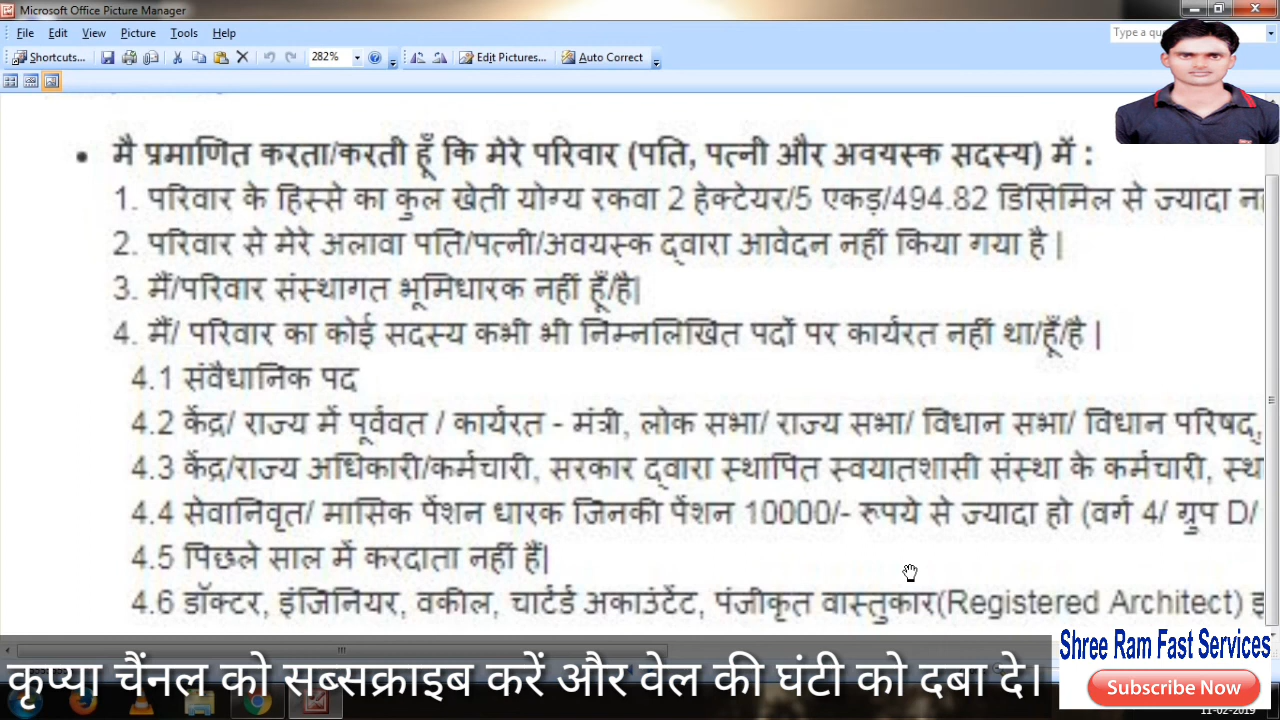 Microsoft Office Picture Manager
File Edit View Picture Tools Help
Type a qu
Shortcuts... 282% Edit Pictures... Auto Correct
• मै प्रमाणित करता/करती हूँ कि मेरे परिवार (पति, पत्नी और अवयस्क सदस्य) में :
1. परिवार के हिस्से का कुल खेती योग्य रकवा 2 हेक्टेयर/5 एकड़/494.82 डिसिमिल से ज्यादा
2. परिवार से मेरे अलावा पति/पत्नी/अवयस्क द्वारा आवेदन नहीं किया गया है |
3. मैं/परिवार संस्थागत भूमिधारक नहीं हूँ/है|
4. मैं/ परिवार का कोई सदस्य कभी भी निम्नलिखित पदों पर कार्यरत नहीं था/हूँ/है |
4.1 संवैधानिक पद
4.2 केंद्र/ राज्य में पूर्ववत / कार्यरत - मंत्री, लोक सभा/ राज्य सभा/ विधान सभा/ विधान परिषद,
4.3 केंद्र/राज्य अधिकारी/कर्मचारी, सरकार द्वारा स्थापित स्वयातशासी संस्था के कर्मचारी,
4.4 सेवानिवृत/ मासिक पेंशन धारक जिनकी पेंशन 10000/- रूपये से ज्यादा हो (वर्ग 4/ ग्रुप D/
4.5 पिछले साल में करदाता नहीं हैं|
4.6 डॉक्टर, इंजिनियर, वकील, चार्टर्ड अकाउंटेंट, पंजीकृत वास्तुकार(Registered Architect)
Shree Ram Fast Services
कृप्या चैंनल को सब्सक्राइब करें और वेल की घंटी को दबा दे।
Subscribe Now
11-02-2019